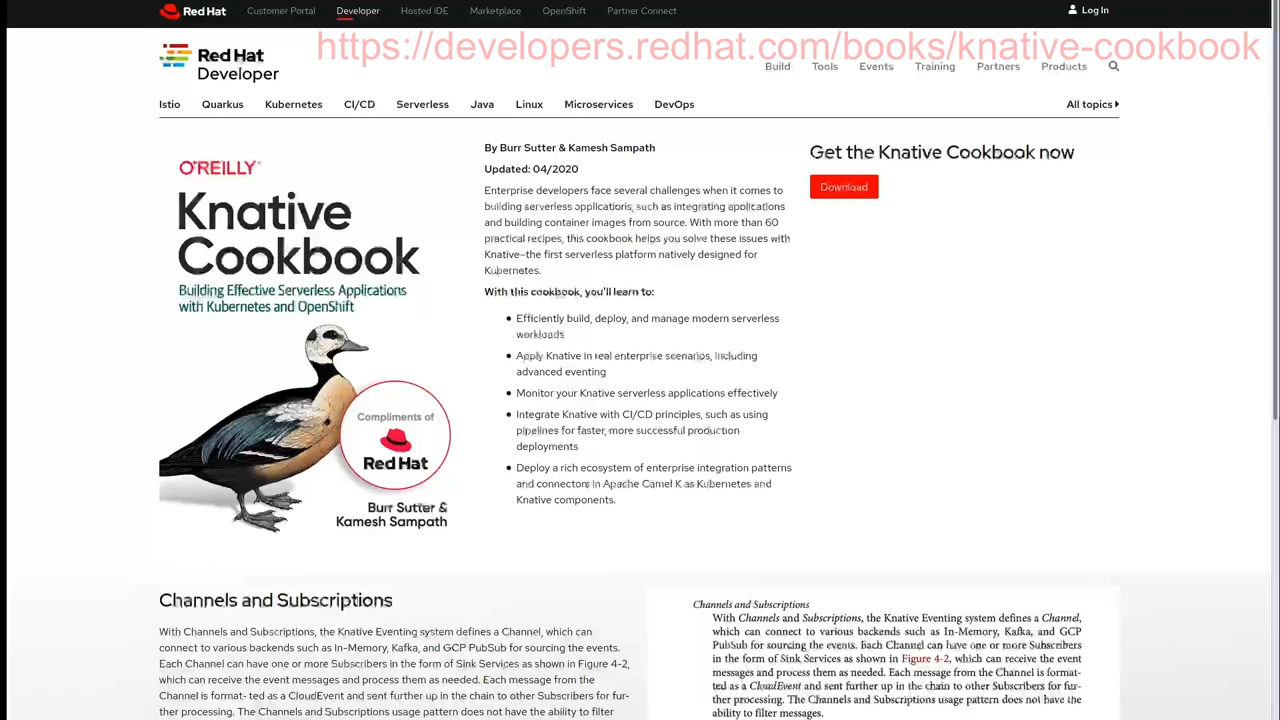 Red Hat Customer Portal Developer Hosted IDE Marketplace OpenShift Partner Connect Log In
https://developers.redhat.com/books/knative-cookbook
Red Hat
Developer
Build Tools Events Training Partners Products
Istio Quarkus Kubernetes CI/CD Serverless Java Linux Microservices DevOps All topics
O'REILLY®
Knative
Cookbook
Building Effective Serverless Applications
with Kubernetes and OpenShift
Compliments of
Red Hat
Burr Sutter &
Kamesh Sampath
By Burr Sutter & Kamesh Sampath
Updated: 04/2020
Enterprise developers face several challenges when it comes to
building serverless applications, such as integrating applications
and building container images from source. With more than 60
practical recipes, this cookbook helps you solve these issues with
Knative–the first serverless platform natively designed for
Kubernetes.
With this cookbook, you'll learn to:
• Efficiently build, deploy, and manage modern serverless
workloads
• Apply Knative in real enterprise scenarios, including
advanced eventing
• Monitor your Knative serverless applications effectively
• Integrate Knative with CI/CD principles, such as using
pipelines for faster, more successful production
deployments
• Deploy a rich ecosystem of enterprise integration patterns
and connectors in Apache Camel K as Kubernetes and
Knative components.
Get the Knative Cookbook now
Download
Channels and Subscriptions
With Channels and Subscriptions, the Knative Eventing system defines a Channel, which can
connect to various backends such as In-Memory, Kafka, and GCP PubSub for sourcing the events.
Each Channel can have one or more Subscribers in the form of Sink Services as shown in Figure 4-2,
which can receive the event messages and process them as needed. Each message from the
Channel is format- ted as a CloudEvent and sent further up in the chain to other Subscribers for fur-
ther processing. The Channels and Subscriptions usage pattern does not have the ability to filter
Channels and Subscriptions
With Channels and Subscriptions, the Knative Eventing system defines a Channel,
which can connect to various backends such as In-Memory, Kafka, and GCP
PubSub for sourcing the events. Each Channel can have one or more Subscribers
in the form of Sink Services as shown in Figure 4-2, which can receive the event
messages and process them as needed. Each message from the Channel is format-
ted as a CloudEvent and sent further up in the chain to other Subscribers for fur-
ther processing. The Channels and Subscriptions usage pattern does not have the
ability to filter messages.